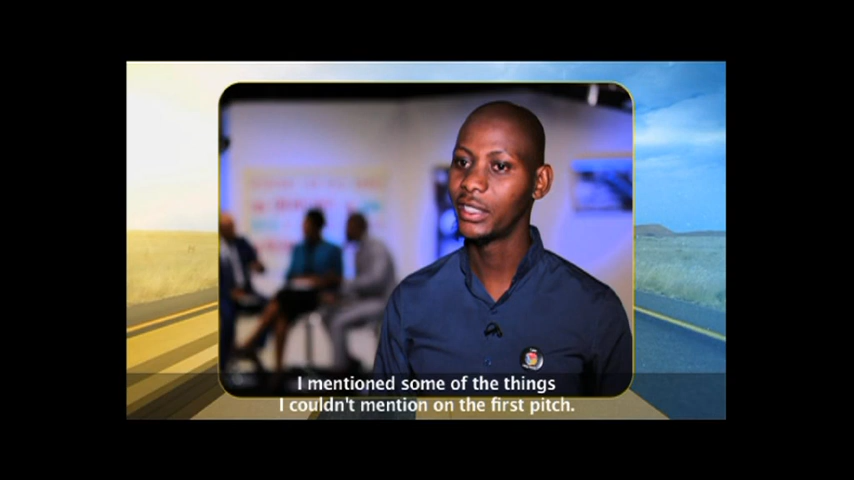 I mentioned some of the things
I couldn't mention on the first pitch.